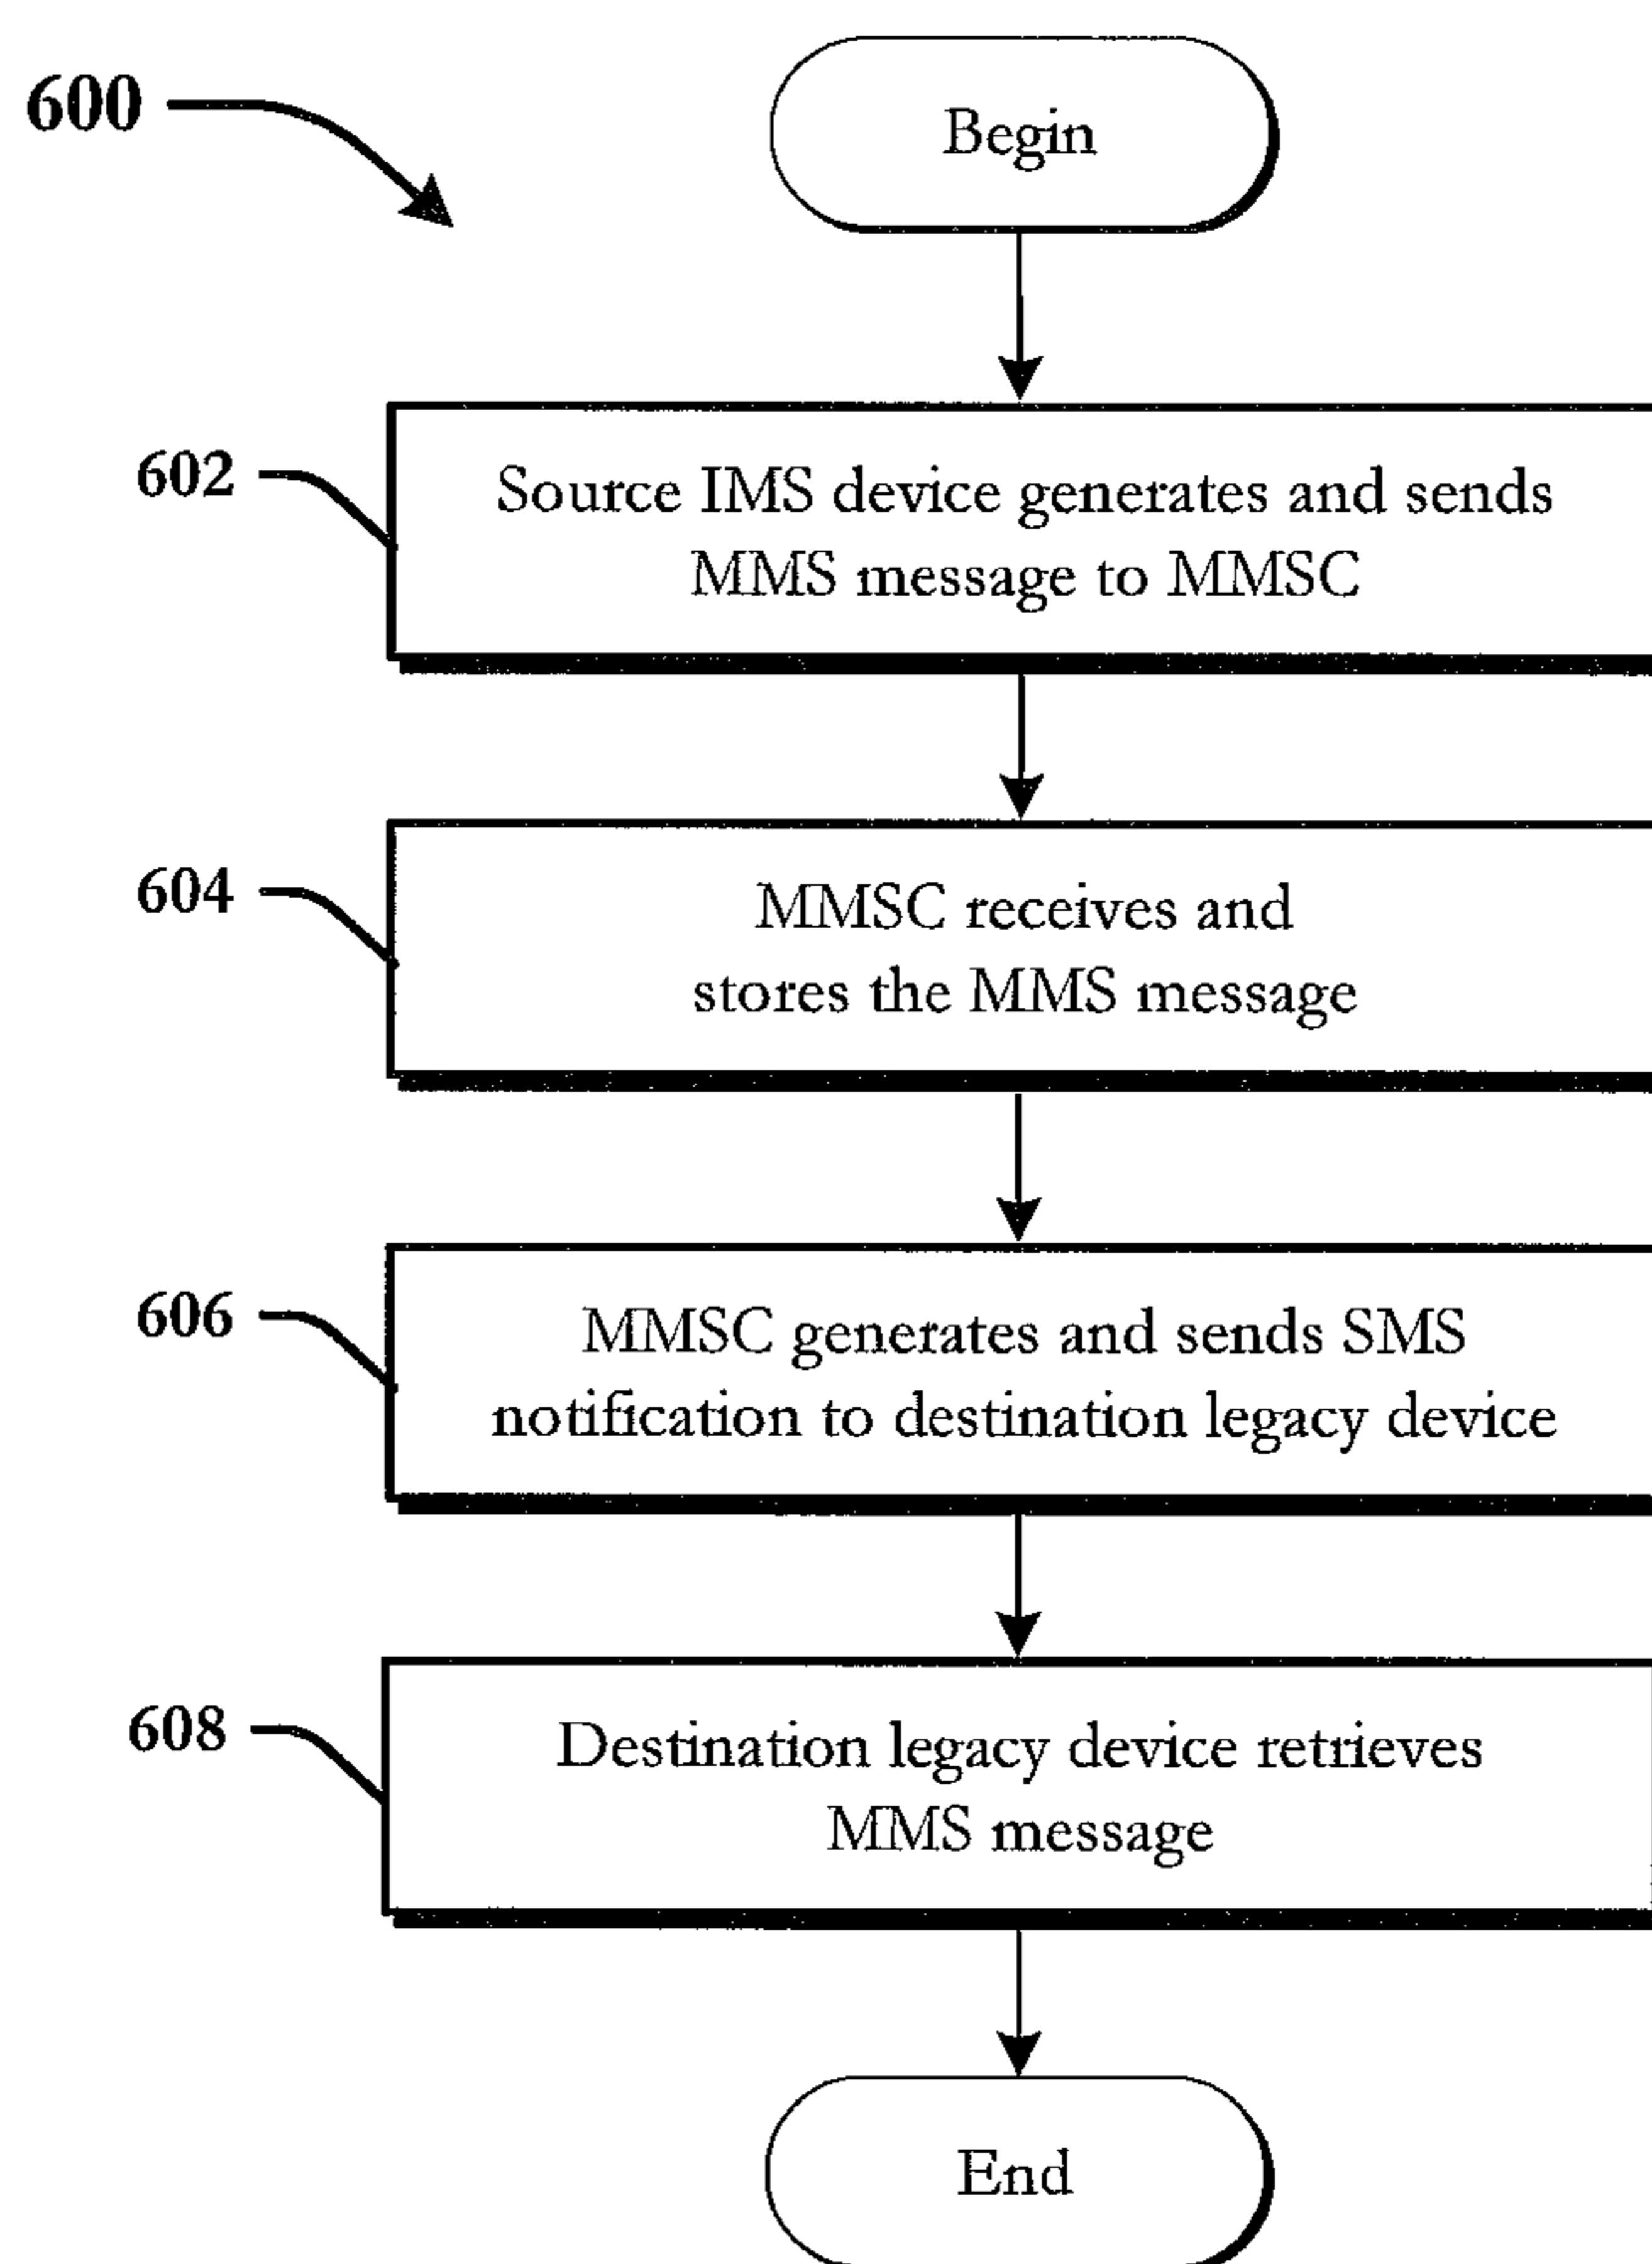 600
Begin
602
Source IMS device generates and sends
MMS message to MMSC
604
MMSC receives and
stores the MMS message
606
MMSC generates and sends SMS
notification to destination legacy device
608
Destination legacy device retrieves
MMS message
End